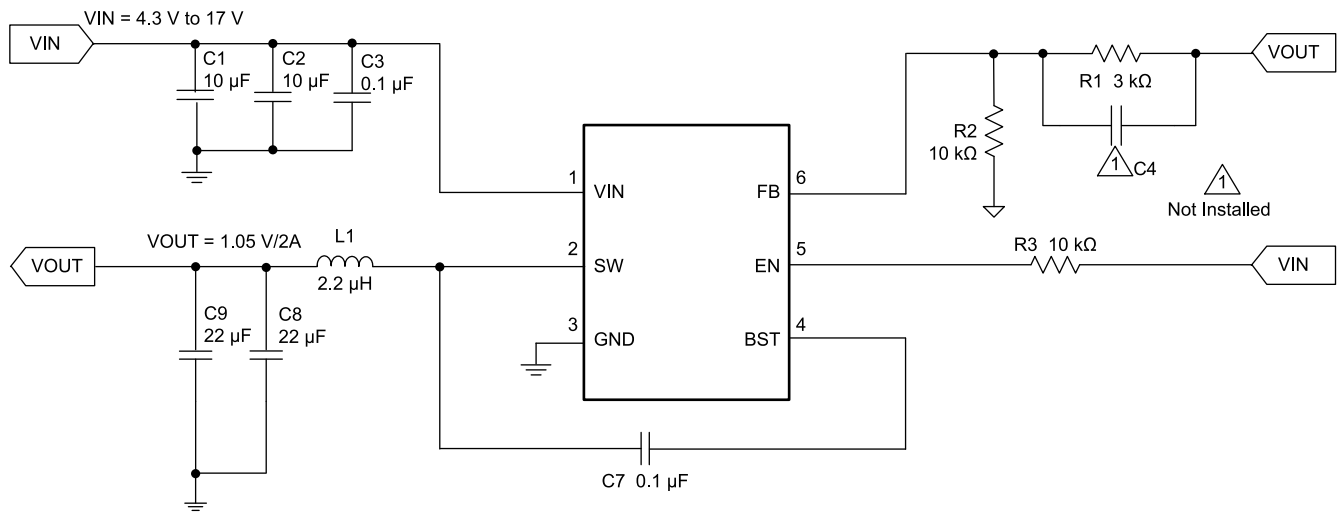 VIN = 4.3 V to 17 V
VIN
C1
10 µF
C2
10 µF
C3
0.1 µF
VOUT
R1 3 kΩ
R2
10 kΩ
1
C4
1
Not Installed
1
VIN
FB
6
VOUT = 1.05 V/2A
L1
2.2 µH
VOUT
2
SW
EN
5
R3 10 kΩ
VIN
C9
22 µF
C8
22 µF
3
GND
BST
4
C7 0.1 µF